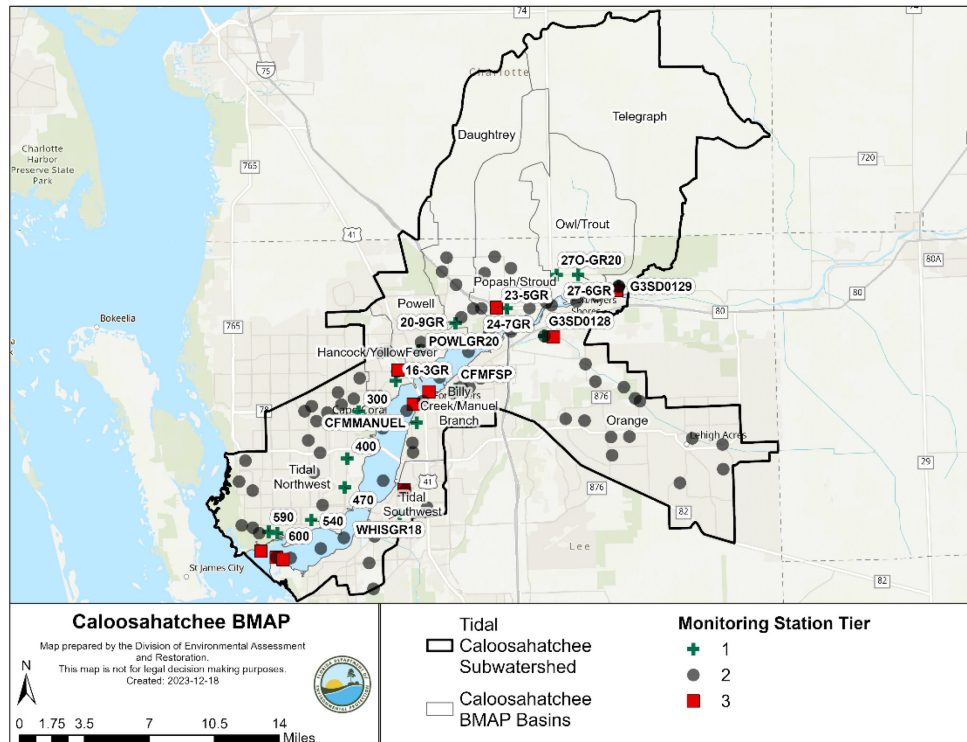 74
74
75
Charlotte
Telegraph
Daughtrey
Charlotte
Harbor
Preserve State
Park
765
720
41
Owl/Trout
27O-GR20
80A
Popash/Stroud
23-5GR
27-6GR
G3SD0129
Powell
Shores
20-9GR
24-7GR
G3SD0128
80
80
Bokeelia
765
POWLGR20
Hancock/YellowFever
16-3GR
CFMFSP
300
Billy
Creek/Manuel
Branch
78
Cape Coral
876
CFMMANUEL
Orange
Lehigh Acres
400
29
Tidal
Northwest
41
876
470
Tidal
Southwest
82
590
540
WHISGR18
600
Lee
St James City
82
Caloosahatchee BMAP
Map prepared by the Division of Environmental Assessment
and Restoration.
This map is not for legal decision making purposes.
Created: 2023-12-18
N
0 1.75 3.5 7 10.5 14
Miles
Tidal
Caloosahatchee
Subwatershed
Caloosahatchee
BMAP Basins
Monitoring Station Tier
1
2
3